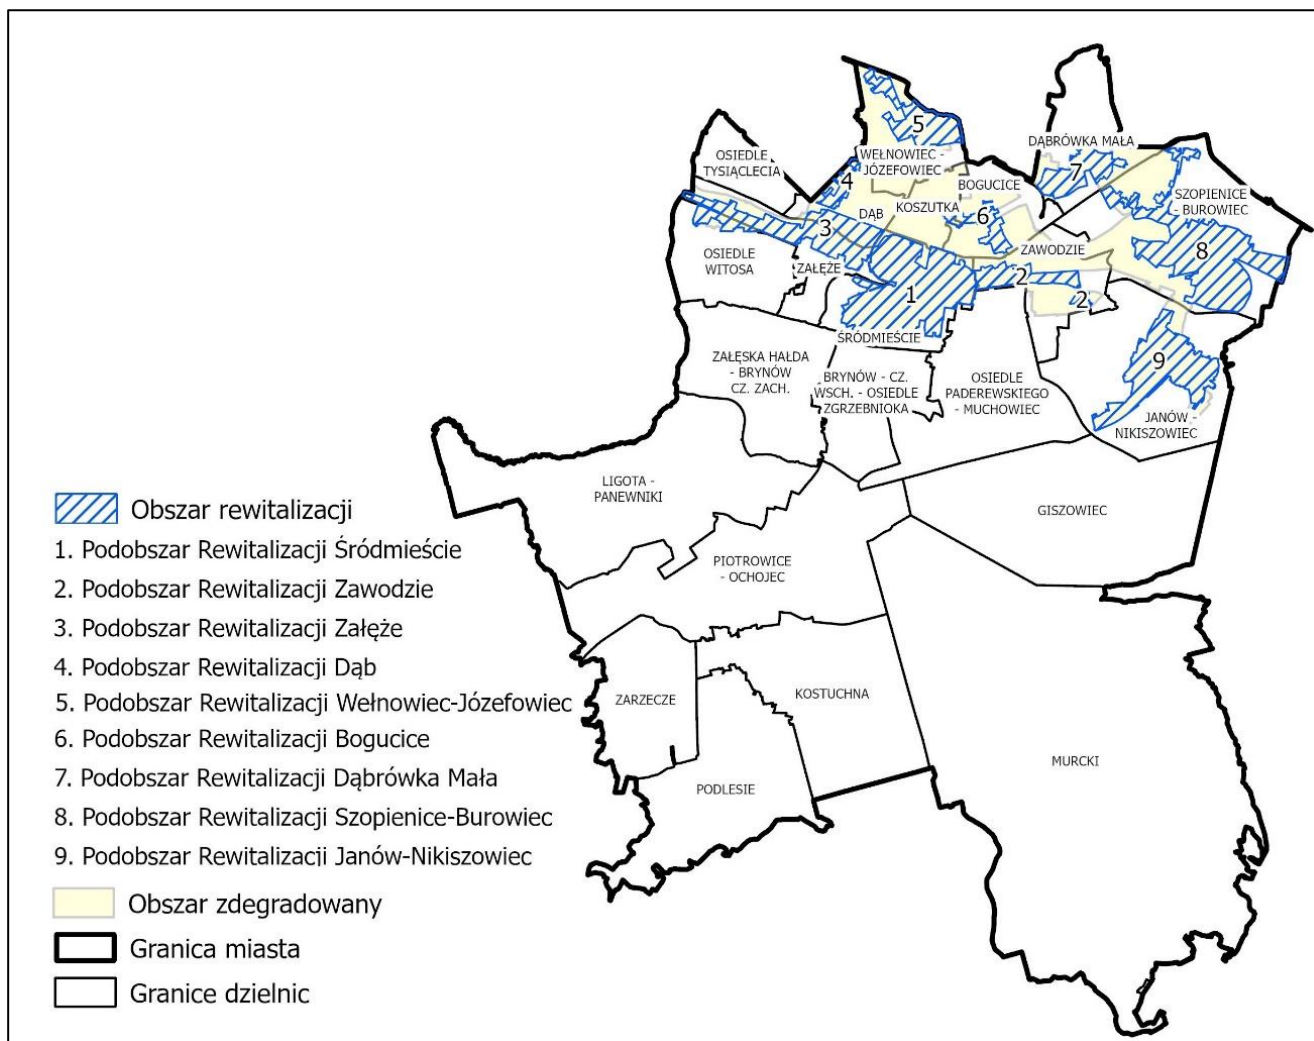 5
DĄBRÓWKA MAŁA
OSIEDLE
TYSIĄCLECIA
WEŁNOWIEC -
JÓZEFOWIEC
7
4
BOGUCICE
SZOPIENICE
- BUROWIEC
KOSZUTKA
DĄB
6
3
ZAWODZIE
8
OSIEDLE
WITOSA
ZAŁĘŻE
2
1
2
ŚRÓDMIEŚCIE
ZAŁĘSKA HAŁDA
- BRYNÓW
CZ. ZACH.
BRYNÓW - CZ.
WSCH. - OSIEDLE
ZGRZEBNIOKA
OSIEDLE
PADEREWSKIEGO
- MUCHOWIEC
9
JANÓW -
NIKISZOWIEC
LIGOTA -
PANEWNIKI
GISZOWIEC
PIOTROWICE
- OCHOJEC
ZARZECZE
KOSTUCHNA
MURCKI
PODLESIE
Obszar rewitalizacji
1. Podobszar Rewitalizacji Śródmieście
2. Podobszar Rewitalizacji Zawodzie
3. Podobszar Rewitalizacji Załęże
4. Podobszar Rewitalizacji Dąb
5. Podobszar Rewitalizacji Wełnowiec-Józefowiec
6. Podobszar Rewitalizacji Bogucice
7. Podobszar Rewitalizacji Dąbrówka Mała
8. Podobszar Rewitalizacji Szopienice-Burowiec
9. Podobszar Rewitalizacji Janów-Nikiszowiec
Obszar zdegradowany
Granica miasta
Granice dzielnic